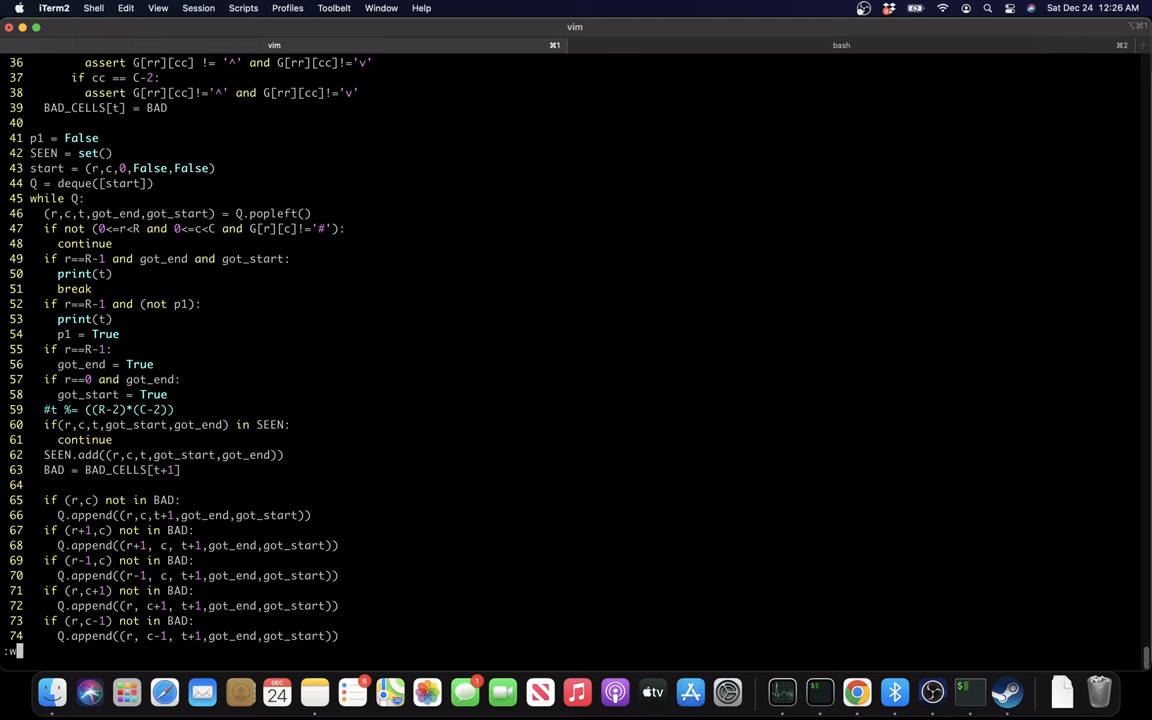 iTerm2 Shell Edit View Session Scripts Profiles Toolbelt Window Help Sat Dec 24 12:26 AM
vim ⌥⌘1
vim ⌘1 bash ⌘2 +
36 assert G[rr][cc] != '^' and G[rr][cc]!='v'
37 if cc == C-2:
38 assert G[rr][cc]!='^' and G[rr][cc]!='v'
39 BAD_CELLS[t] = BAD
40
41 p1 = False
42 SEEN = set()
43 start = (r,c,0,False,False)
44 Q = deque([start])
45 while Q:
46 (r,c,t,got_end,got_start) = Q.popleft()
47 if not (0<=r<R and 0<=c<C and G[r][c]!='#'):
48 continue
49 if r==R-1 and got_end and got_start:
50 print(t)
51 break
52 if r==R-1 and (not p1):
53 print(t)
54 p1 = True
55 if r==R-1:
56 got_end = True
57 if r==0 and got_end:
58 got_start = True
59 #t %= ((R-2)*(C-2))
60 if(r,c,t,got_start,got_end) in SEEN:
61 continue
62 SEEN.add((r,c,t,got_start,got_end))
63 BAD = BAD_CELLS[t+1]
64
65 if (r,c) not in BAD:
66 Q.append((r,c,t+1,got_end,got_start))
67 if (r+1,c) not in BAD:
68 Q.append((r+1, c, t+1,got_end,got_start))
69 if (r-1,c) not in BAD:
70 Q.append((r-1, c, t+1,got_end,got_start))
71 if (r,c+1) not in BAD:
72 Q.append((r, c+1, t+1,got_end,got_start))
73 if (r,c-1) not in BAD:
74 Q.append((r, c-1, t+1,got_end,got_start))
:w
DEC 24 6 1 tv $ $